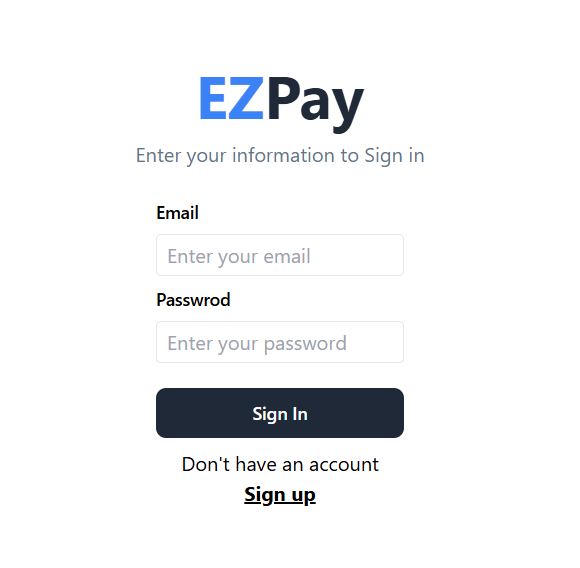 EZPay
Enter your information to Sign in
Email
Enter your email
Passwrod
Enter your password
Sign In
Don't have an account
Sign up